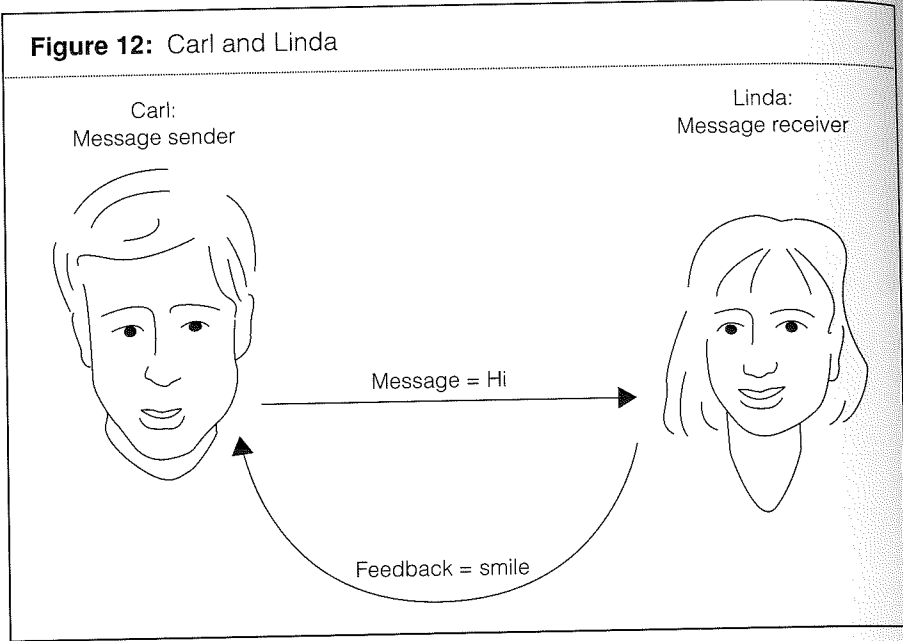 Figure 12: Carl and Linda
Carl:
Message sender
Linda:
Message receiver
Message = Hi
Feedback = smile